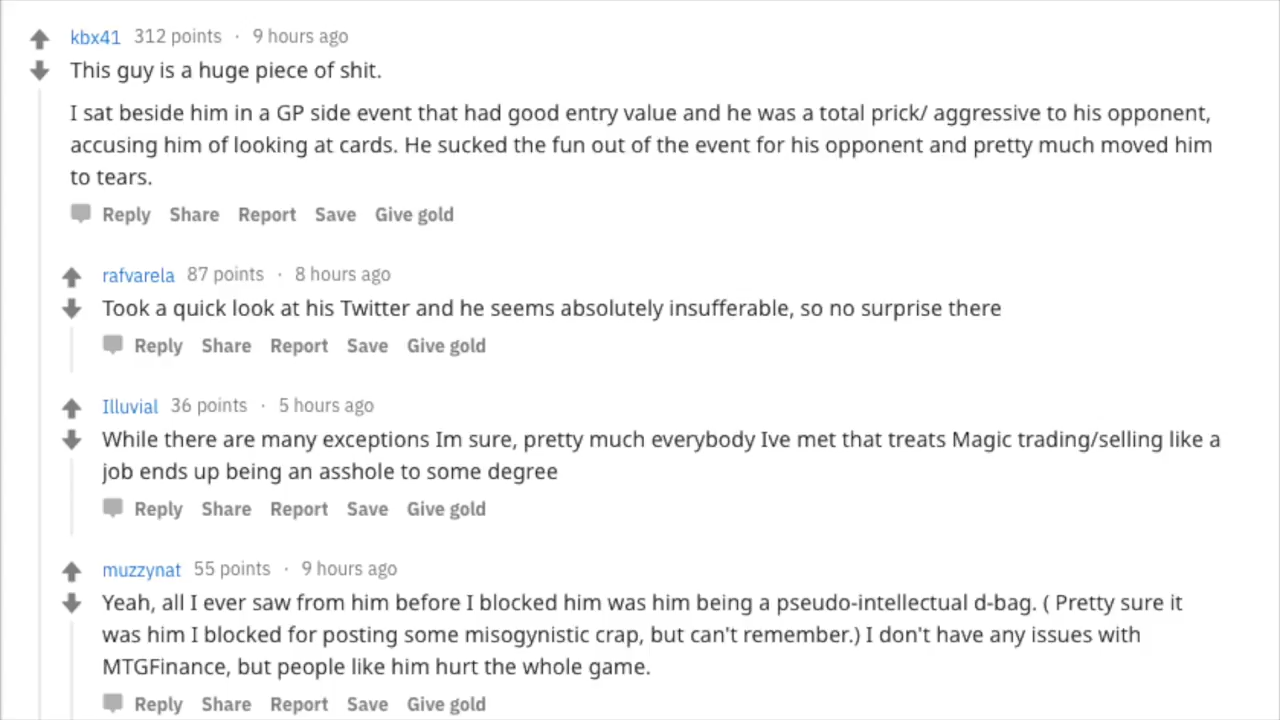 kbx41 312 points · 9 hours ago
This guy is a huge piece of shit.
I sat beside him in a GP side event that had good entry value and he was a total prick/ aggressive to his opponent,
accusing him of looking at cards. He sucked the fun out of the event for his opponent and pretty much moved him
to tears.
Reply Share Report Save Give gold
rafvarela 87 points · 8 hours ago
Took a quick look at his Twitter and he seems absolutely insufferable, so no surprise there
Reply Share Report Save Give gold
Illuvial 36 points · 5 hours ago
While there are many exceptions Im sure, pretty much everybody Ive met that treats Magic trading/selling like a
job ends up being an asshole to some degree
Reply Share Report Save Give gold
muzzynat 55 points · 9 hours ago
Yeah, all I ever saw from him before I blocked him was him being a pseudo-intellectual d-bag. ( Pretty sure it
was him I blocked for posting some misogynistic crap, but can't remember.) I don't have any issues with
MTGFinance, but people like him hurt the whole game.
Reply Share Report Save Give gold